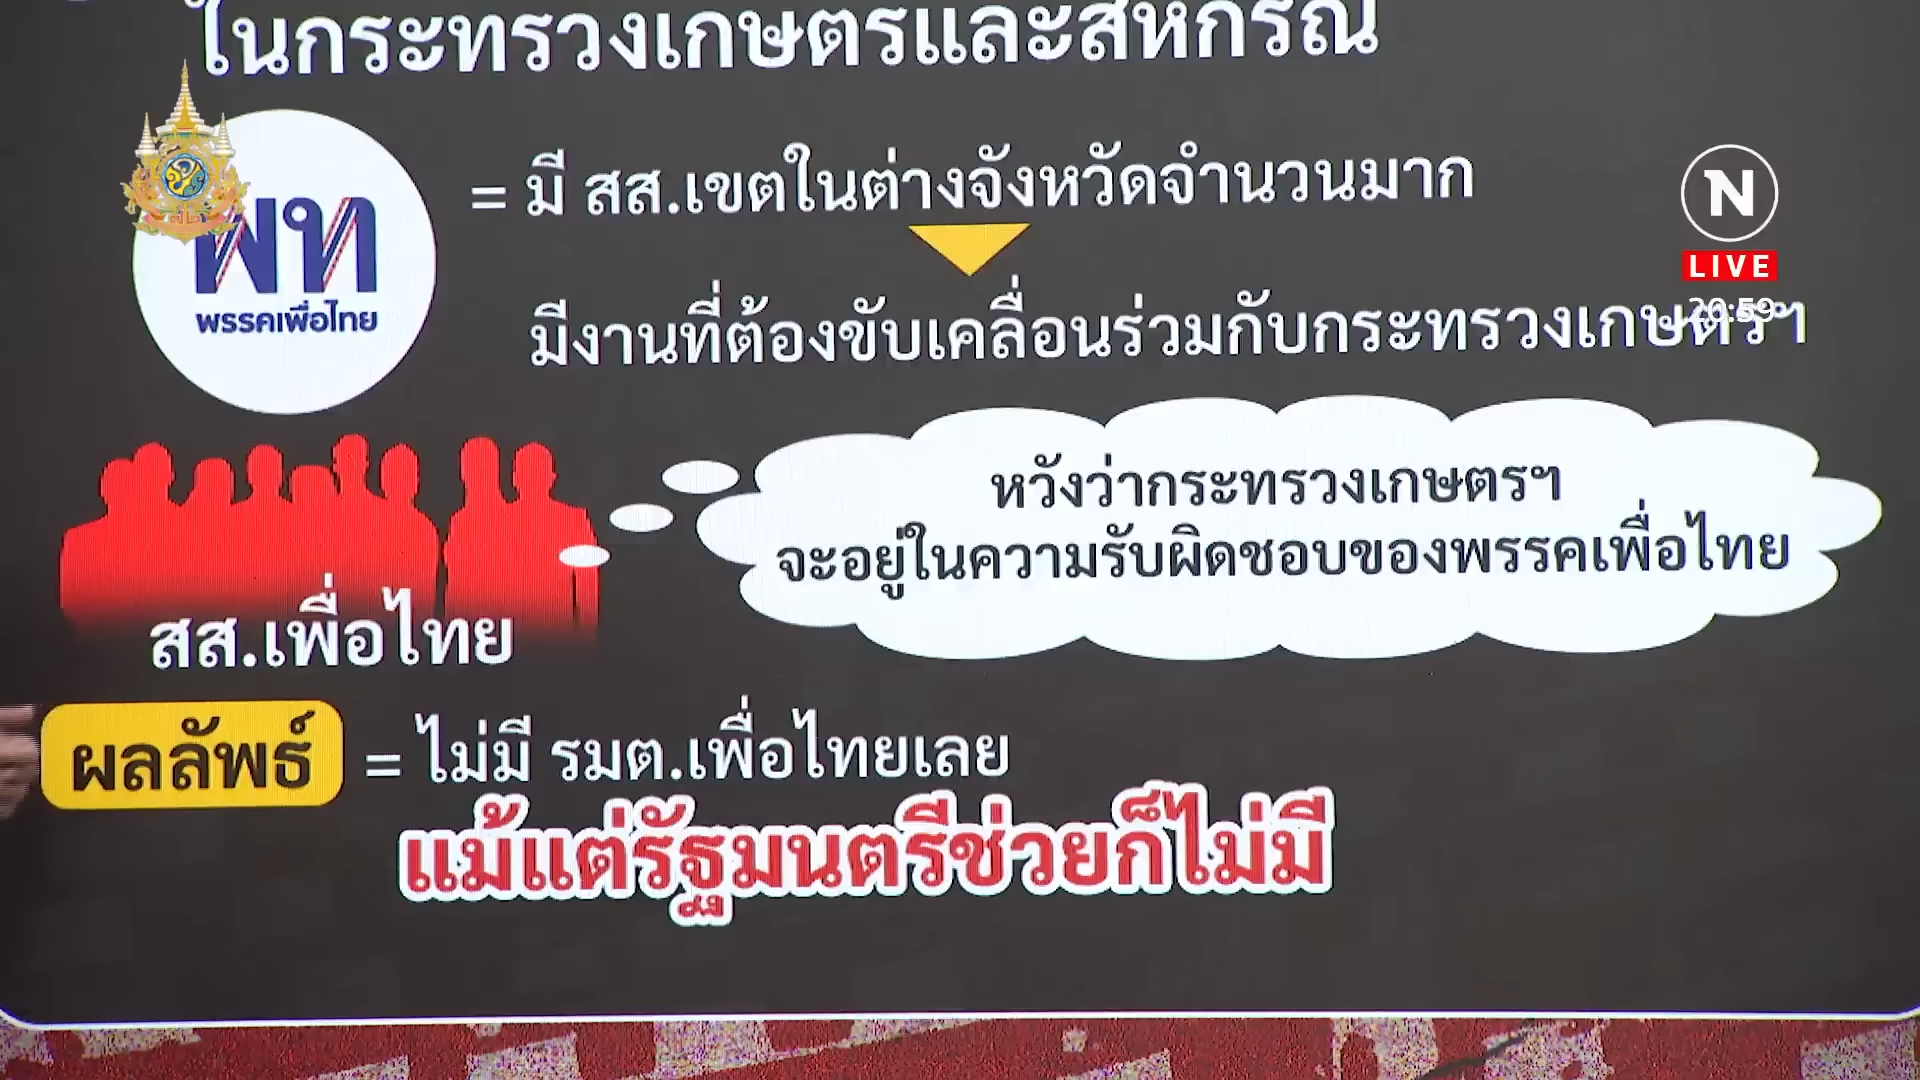 ในกระทรวงเกษตรและสหกรณ์
พท
พรรคเพื่อไทย
= มี สส.เขตในต่างจังหวัดจำนวนมาก
N
LIVE
20:59
มีงานที่ต้องขับเคลื่อนร่วมกับกระทรวงเกษตรฯ
หวังว่ากระทรวงเกษตรฯ
จะอยู่ในความรับผิดชอบของพรรคเพื่อไทย
สส.เพื่อไทย
ผลลัพธ์ = ไม่มี รมต.เพื่อไทยเลย
แม้แต่รัฐมนตรีช่วยก็ไม่มี